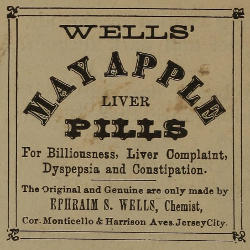 WELLS'
MAY APPLE
LIVER
PILLS
For Billiousness, Liver Complaint,
Dyspepsia and Constipation.
The Original and Genuine are only made by
EPHRAIM S. WELLS, Chemist,
Cor. Monticello & Harrison Aves. Jersey City.